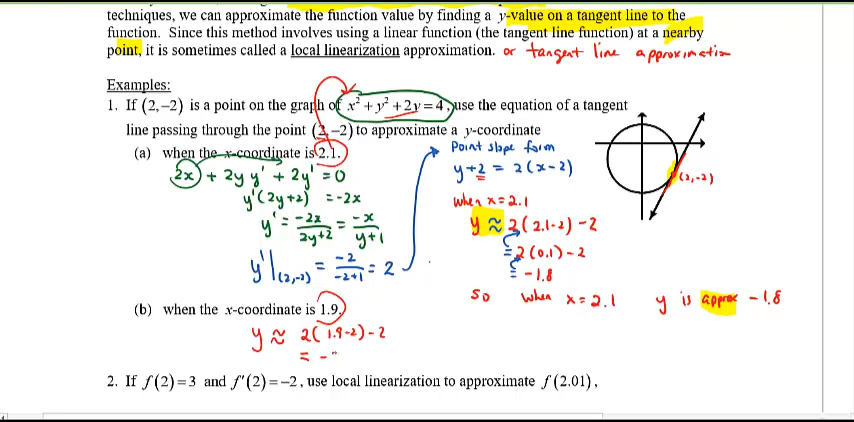 techniques, we can approximate the function value by finding a y-value on a tangent line to the
function. Since this method involves using a linear function (the tangent line function) at a nearby
point, it is sometimes called a local linearization approximation. or tangent line approximation
Examples:
1. If (2,−2) is a point on the graph of x² + y² + 2y = 4, use the equation of a tangent
line passing through the point (2,−2) to approximate a y-coordinate
(a) when the x-coordinate is 2.1.
2x + 2y y' + 2y' = 0
y'(2y+2) = -2x
y' = -2x/2y+2 = -x/y+1
y'|(2,-2) = -2/-2+1 = 2
Point slope form
y+2 = 2(x-2)
when x=2.1
y ≈ 2(2.1-2)-2
= 2(0.1)-2
= -1.8
(2,-2)
so when x=2.1 y is approx -1.8
(b) when the x-coordinate is 1.9.
y ≈ 2(1.9-2)-2
= -
2. If f(2)=3 and f'(2)=−2, use local linearization to approximate f(2.01),